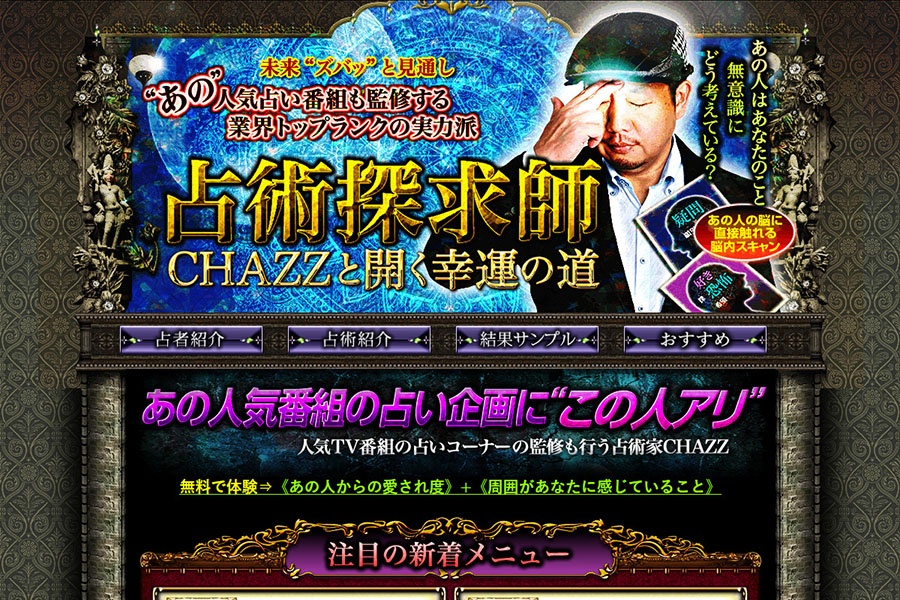 未来“ズバッ”と見通し
“あの”人気占い番組も監修する
業界トップランクの実力派
占術探求師
CHAZZと開く幸運の道
あの人はあなたのこと
無意識に
どう考えている?
疑問
あの人の脳に
直接触れる
脳内スキャン
好き
恐怖
占者紹介
占術紹介
結果サンプル
おすすめ
あの人気番組の占い企画に“この人アリ”
人気TV番組の占いコーナーの監修も行う占術家CHAZZ
無料で体験⇒《あの人からの愛され度》+《周囲があなたに感じていること》
注目の新着メニュー